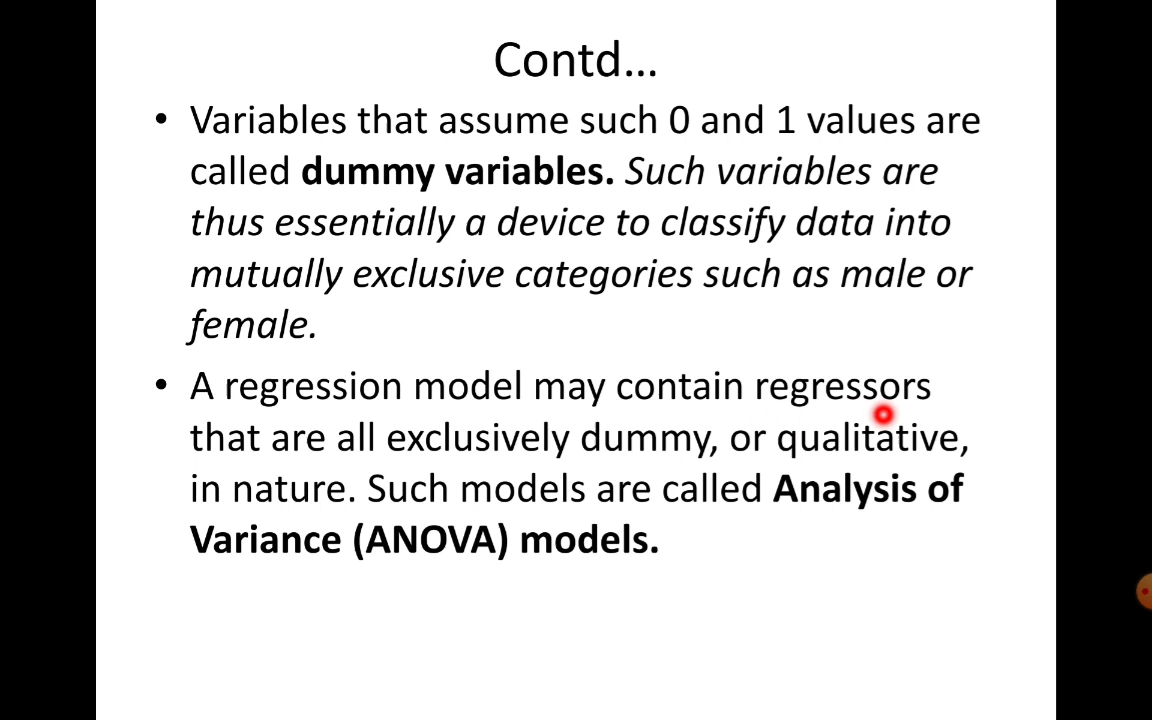 Contd…
• Variables that assume such 0 and 1 values are
called dummy variables. Such variables are
thus essentially a device to classify data into
mutually exclusive categories such as male or
female.
• A regression model may contain regressors
that are all exclusively dummy, or qualitative,
in nature. Such models are called Analysis of
Variance (ANOVA) models.